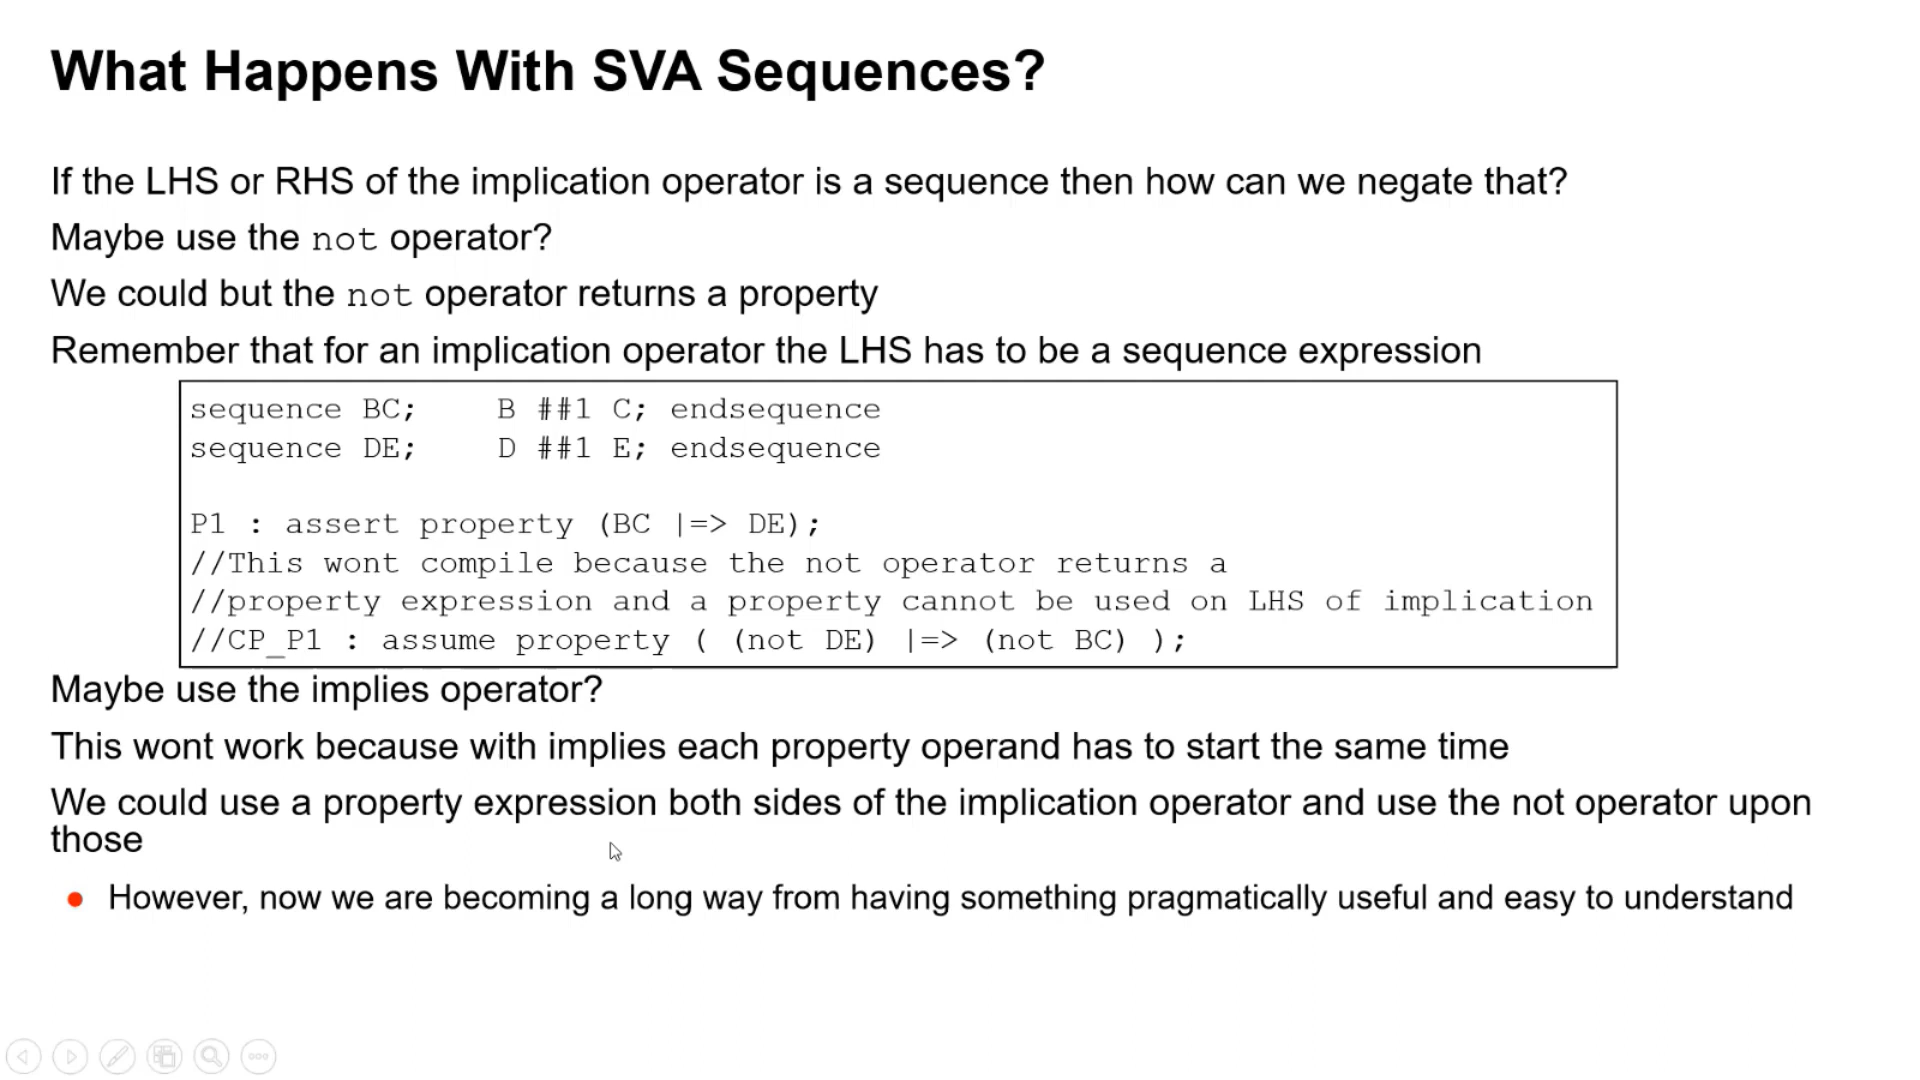 What Happens With SVA Sequences?
If the LHS or RHS of the implication operator is a sequence then how can we negate that?
Maybe use the not operator?
We could but the not operator returns a property
Remember that for an implication operator the LHS has to be a sequence expression
sequence BC;    B ##1 C; endsequence
sequence DE;    D ##1 E; endsequence
P1 : assert property (BC |=> DE);
//This wont compile because the not operator returns a
//property expression and a property cannot be used on LHS of implication
//CP_P1 : assume property ( (not DE) |=> (not BC) );
Maybe use the implies operator?
This wont work because with implies each property operand has to start the same time
We could use a property expression both sides of the implication operator and use the not operator upon
those
• However, now we are becoming a long way from having something pragmatically useful and easy to understand